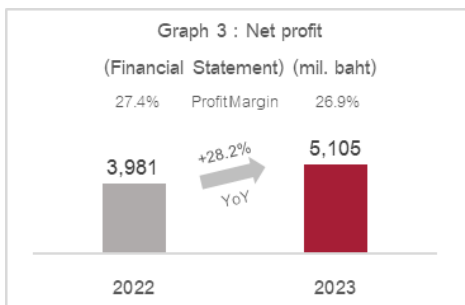 Graph 3 : Net profit
(Financial Statement) (mil. baht)
27.4% ProfitMargin 26.9%
+28.2%
5,105
3,981
YoY
2022 2023